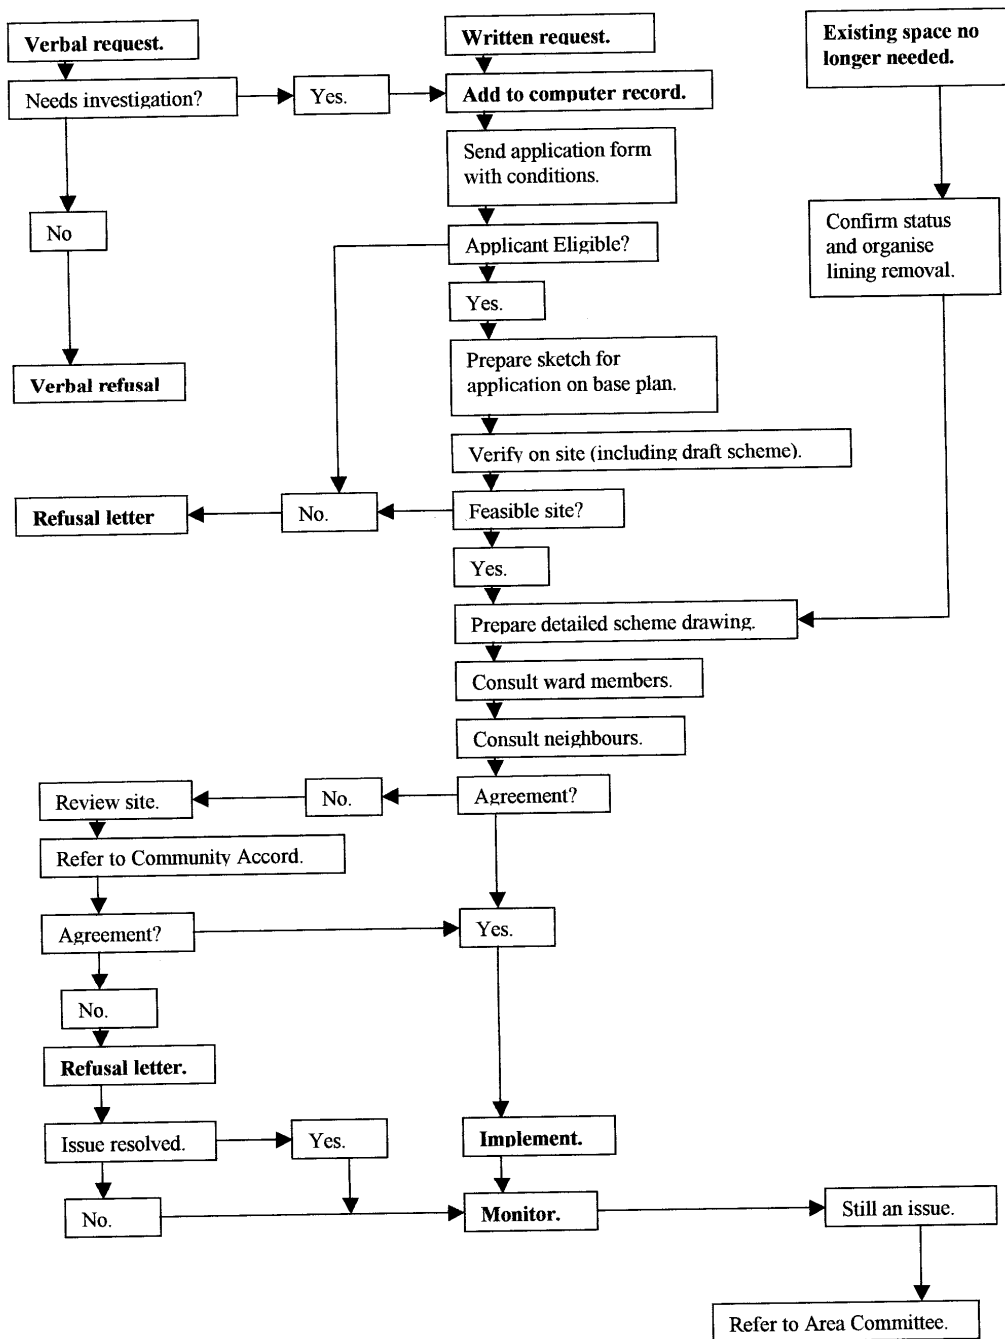 Verbal request.
Written request.
Existing space no
longer needed.
Needs investigation?
Yes.
Add to computer record.
Send application form
with conditions.
No
Applicant Eligible?
Confirm status
and organise
lining removal.
Yes.
Verbal refusal
Prepare sketch for
application on base plan.
Verify on site (including draft scheme).
Refusal letter
No.
Feasible site?
Yes.
Prepare detailed scheme drawing.
Consult ward members.
Consult neighbours.
Review site.
No.
Agreement?
Refer to Community Accord.
Agreement?
Yes.
No.
Refusal letter.
Issue resolved.
Yes.
Implement.
No.
Monitor.
Still an issue.
Refer to Area Committee.